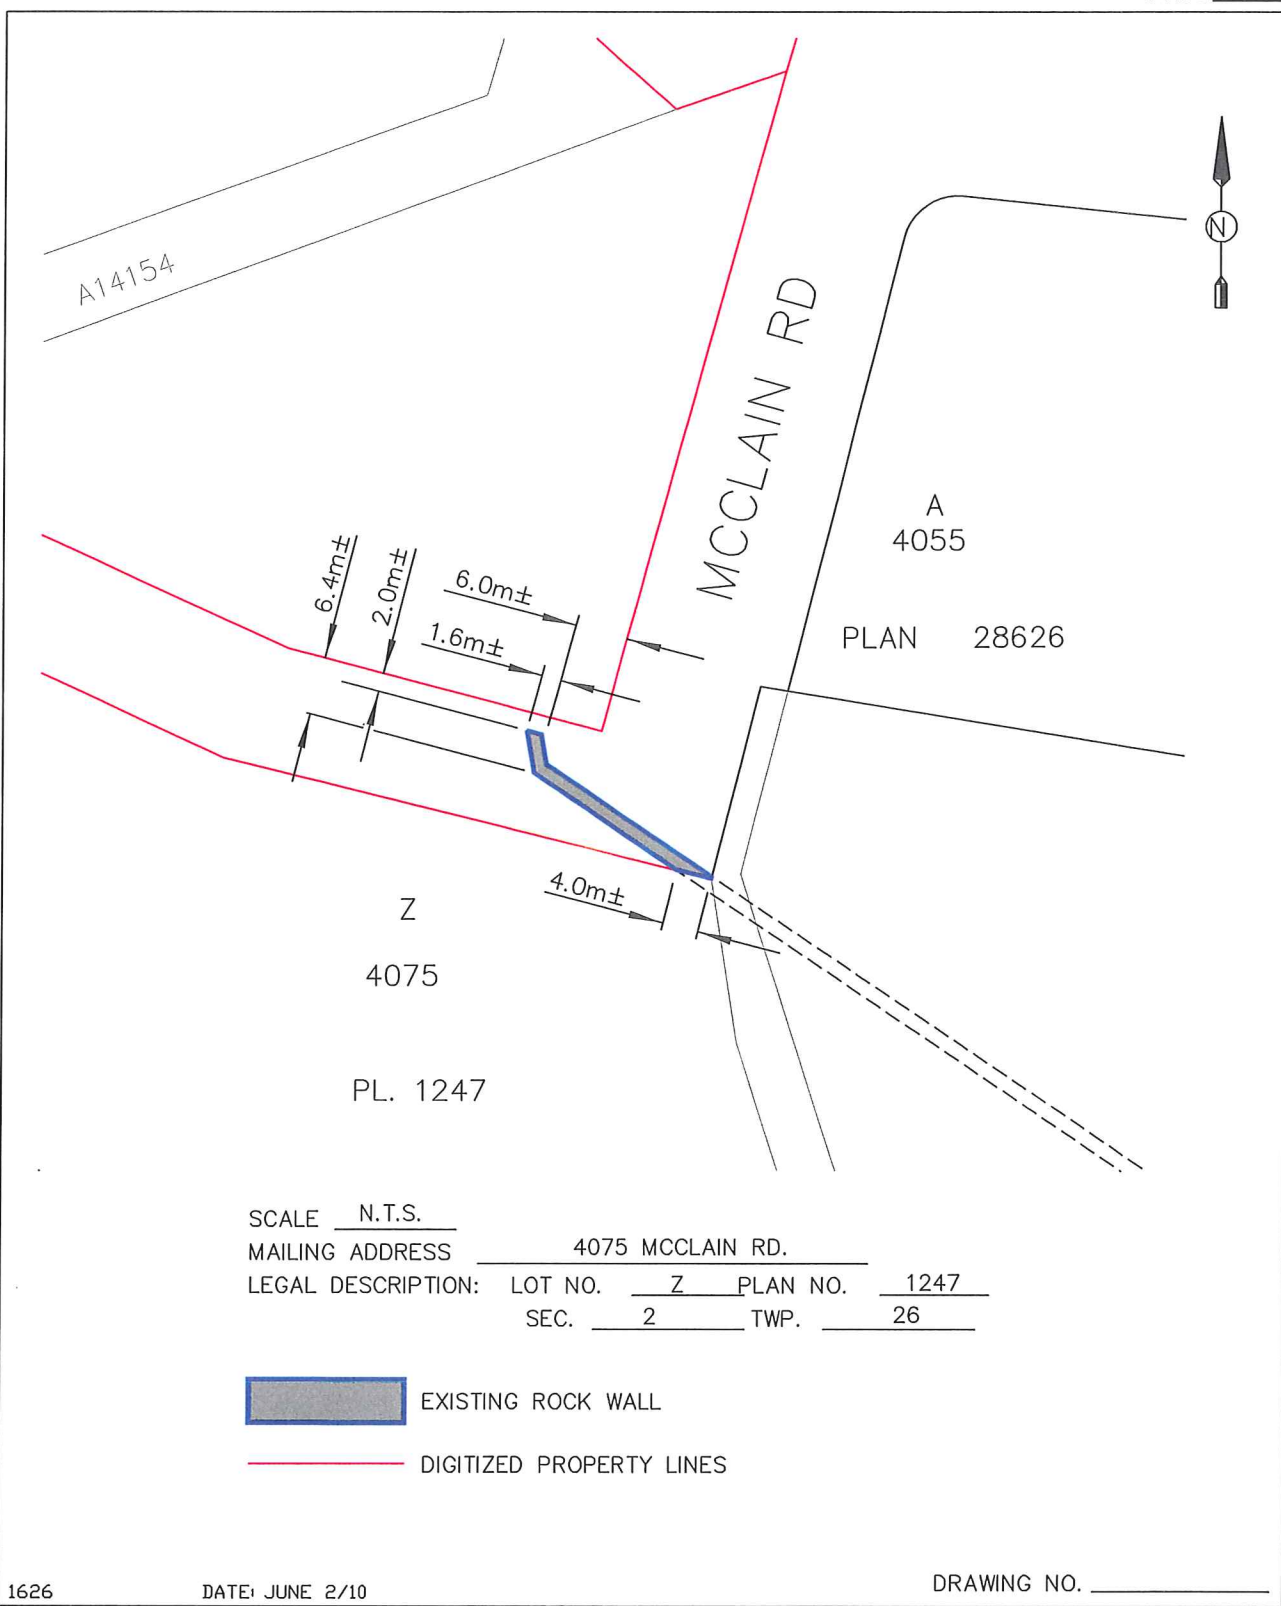 A14154
N
MCCLAIN RD
A
4055
PLAN 28626
6.4m±
2.0m±
6.0m±
1.6m±
4.0m±
Z
4075
PL. 1247
SCALE N.T.S.
MAILING ADDRESS 4075 MCCLAIN RD.
LEGAL DESCRIPTION: LOT NO. Z PLAN NO. 1247
SEC. 2 TWP. 26
EXISTING ROCK WALL
DIGITIZED PROPERTY LINES
1626 DATE: JUNE 2/10 DRAWING NO.